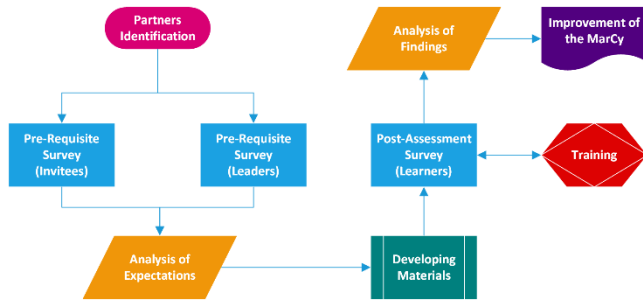 Partners
Identification
Pre-Requisite
Survey
(Invitees)
Pre-Requisite
Survey
(Leaders)
Analysis of
Expectations
Developing
Materials
Post-Assessment
Survey
(Learners)
Training
Analysis of
Findings
Improvement of
the MarCy